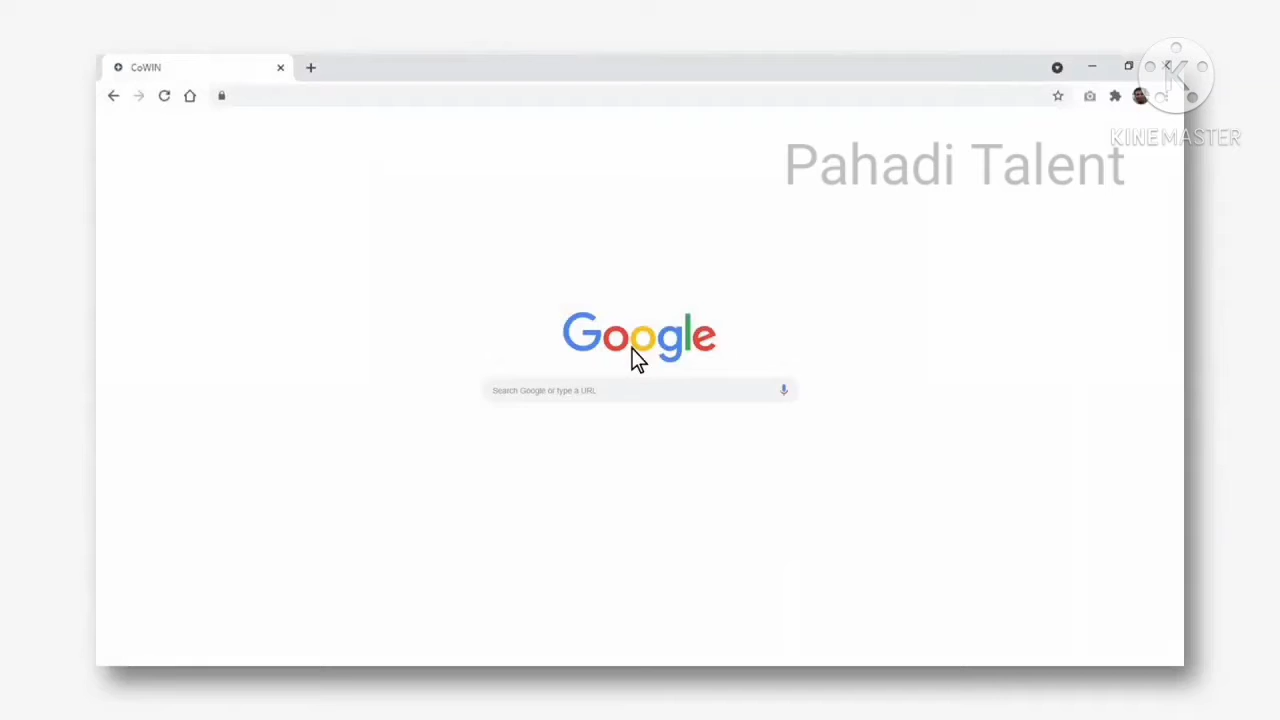 CoWIN
KINEMASTER
Pahadi Talent
Google
Search Google or type a URL